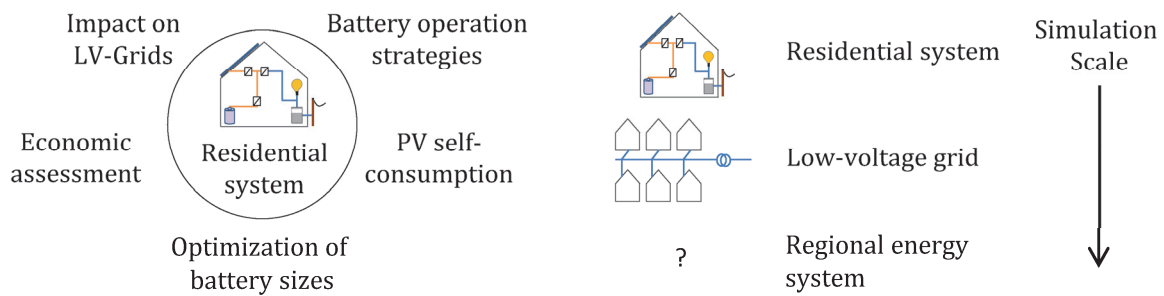 Impact on
LV-Grids
Battery operation
strategies
Economic
assessment
Residential
system
PV self-
consumption
Optimization of
battery sizes
Residential system
Low-voltage grid
?
Regional energy
system
Simulation
Scale